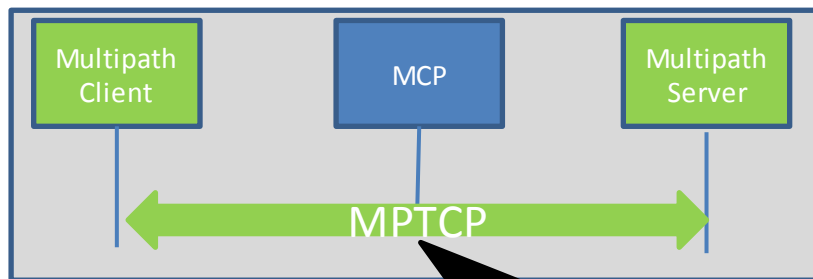 Multipath
Client
MCP
Multipath
Server
MPTCP